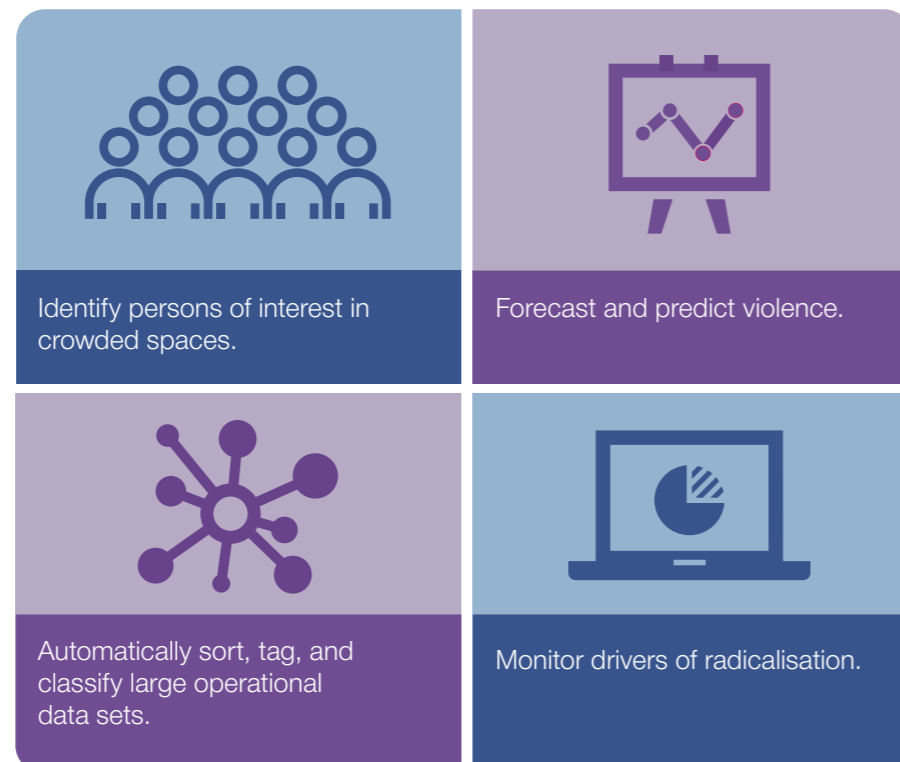 Identify persons of interest in
crowded spaces.
Forecast and predict violence.
Automatically sort, tag, and
classify large operational
data sets.
Monitor drivers of radicalisation.